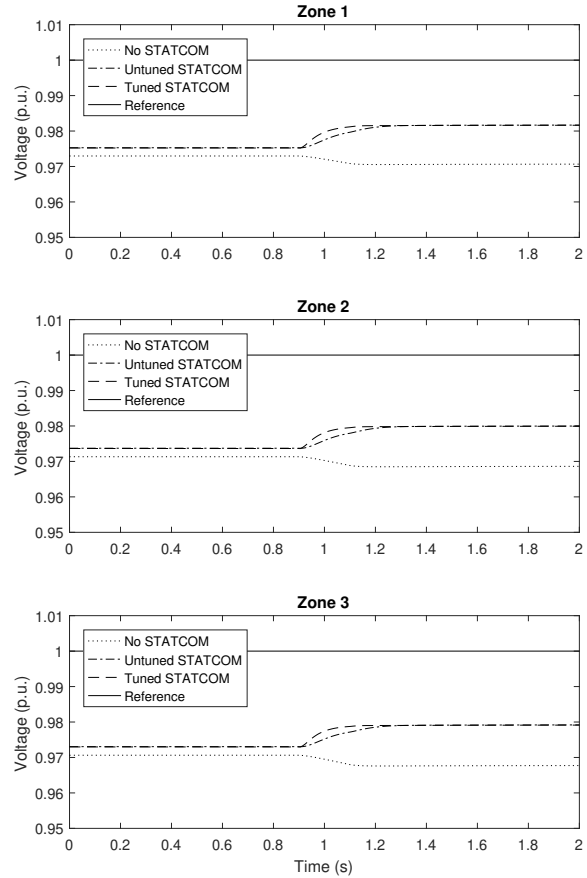 Zone 1
1.01
1
0.99
0.98
0.97
0.96
0.95
Voltage (p.u.)
No STATCOM
Untuned STATCOM
Tuned STATCOM
Reference
0 0.2 0.4 0.6 0.8 1 1.2 1.4 1.6 1.8 2
Zone 2
1.01
1
0.99
0.98
0.97
0.96
0.95
Voltage (p.u.)
No STATCOM
Untuned STATCOM
Tuned STATCOM
Reference
0 0.2 0.4 0.6 0.8 1 1.2 1.4 1.6 1.8 2
Zone 3
1.01
1
0.99
0.98
0.97
0.96
0.95
Voltage (p.u.)
No STATCOM
Untuned STATCOM
Tuned STATCOM
Reference
0 0.2 0.4 0.6 0.8 1 1.2 1.4 1.6 1.8 2
Time (s)